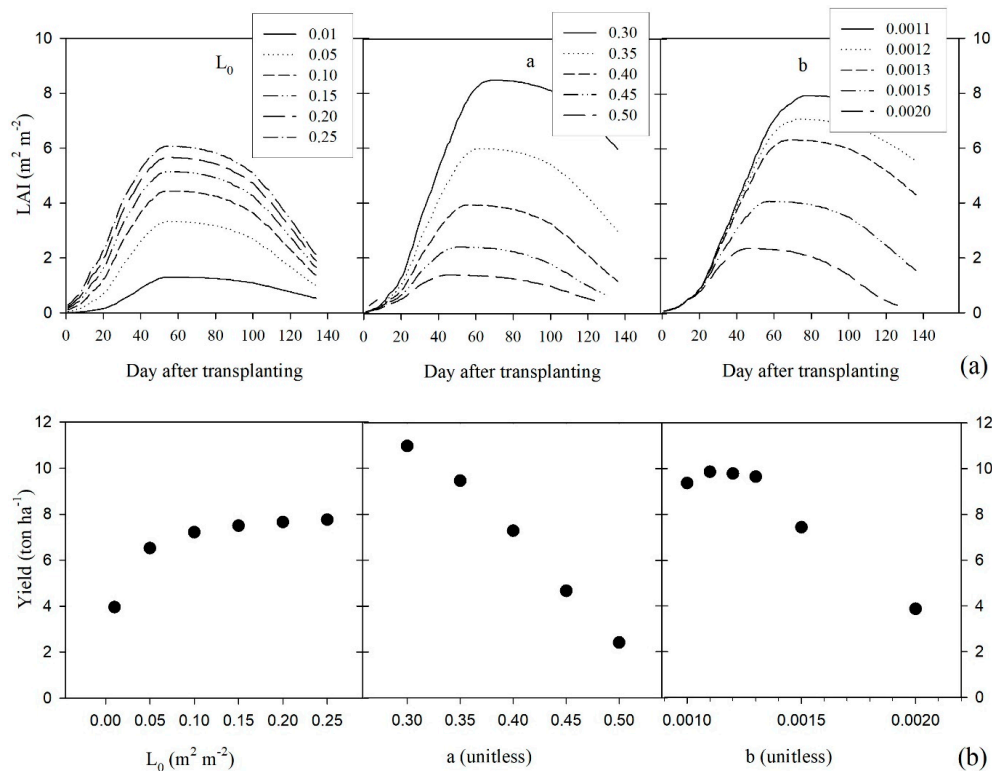 L0
0.01
0.05
0.10
0.15
0.20
0.25
a
0.30
0.35
0.40
0.45
0.50
b
0.0011
0.0012
0.0013
0.0015
0.0020
LAI (m² m⁻²)
10
8
6
4
2
0
0 20 40 60 80 100 120 140
0 20 40 60 80 100 120 140
0 20 40 60 80 100 120 140
10
8
6
4
2
0
Day after transplanting
Day after transplanting
Day after transplanting
(a)
Yield (ton ha⁻¹)
12
10
8
6
4
2
0
0.00 0.05 0.10 0.15 0.20 0.25
0.30 0.35 0.40 0.45 0.50
0.0010 0.0015 0.0020
12
10
8
6
4
2
0
L0 (m² m⁻²)
a (unitless)
b (unitless)
(b)